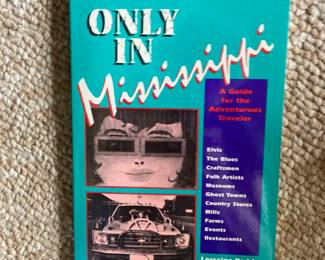 ONLY
IN
Mississippi
A Guide
for the
Adventurous
Traveler
Elvis
The Blues
Craftsmen
Folk Artists
Museums
Ghost Towns
Country Stores
Mills
Farms
Events
Restaurants
Lorraine